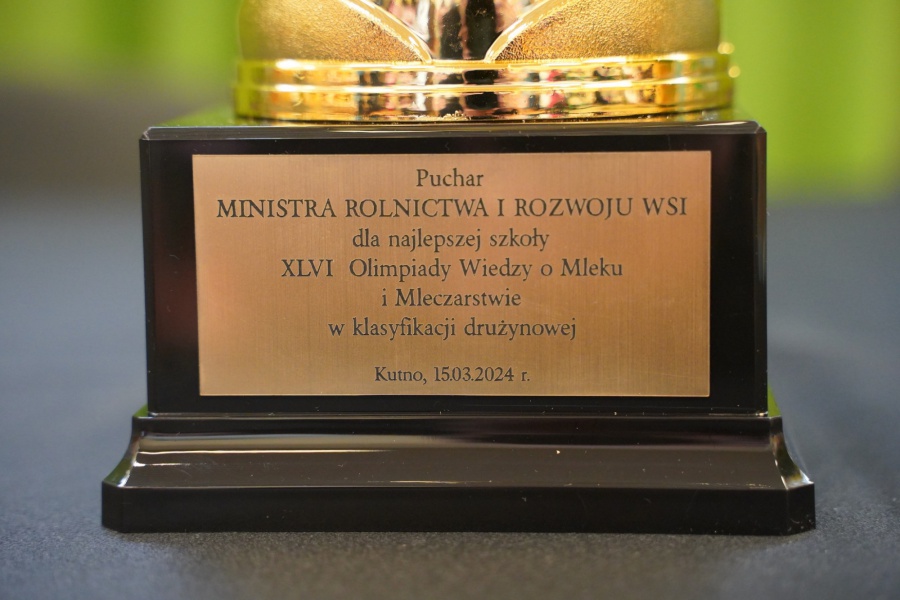 Puchar
MINISTRA ROLNICTWA I ROZWOJU WSI
dla najlepszej szkoły
XLVI Olimpiady Wiedzy o Mleku
i Mleczarstwie
w klasyfikacji drużynowej
Kutno, 15.03.2024 r.